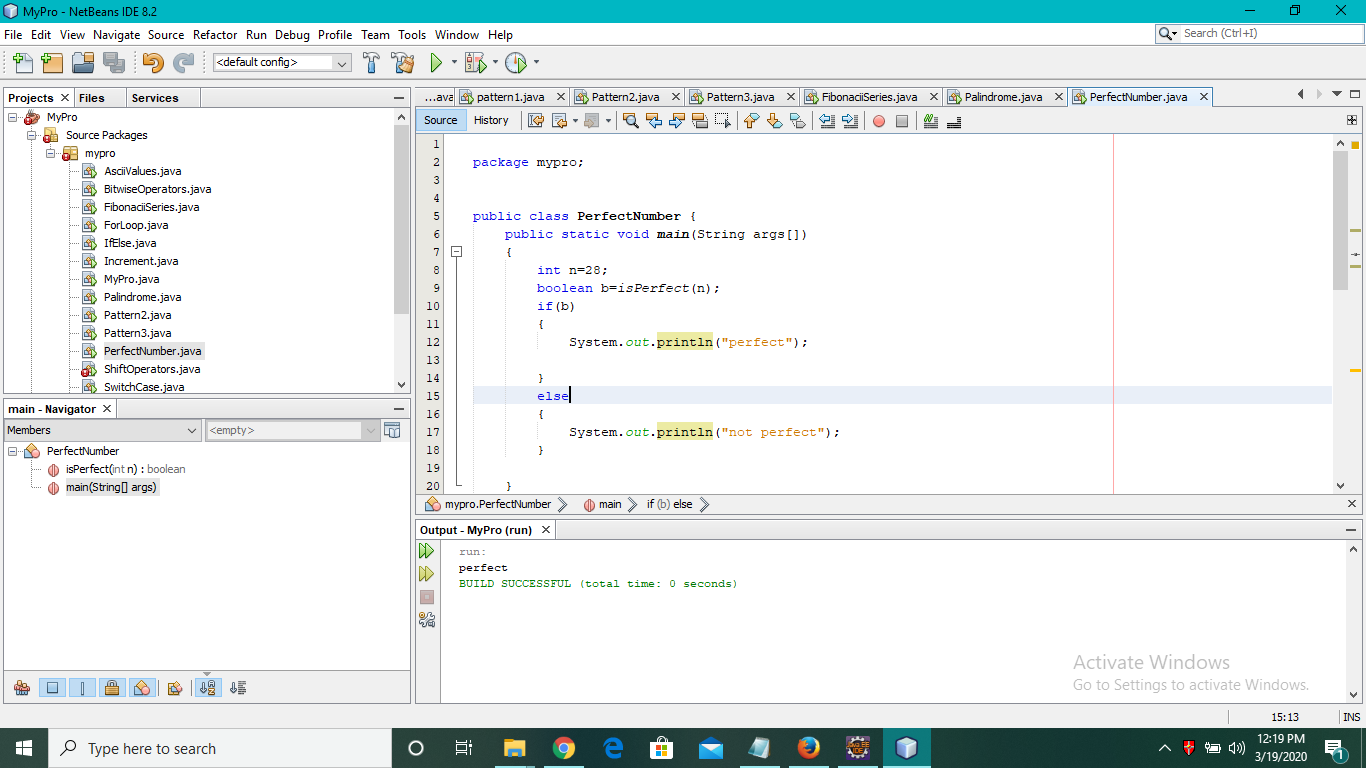 MyPro - NetBeans IDE 8.2
File Edit View Navigate Source Refactor Run Debug Profile Team Tools Window Help
Search (Ctrl+I)
<default config>
Projects Files Services
MyPro
Source Packages
mypro
AsciiValues.java
BitwiseOperators.java
FibonaciiSeries.java
ForLoop.java
IfElse.java
Increment.java
MyPro.java
Palindrome.java
Pattern2.java
Pattern3.java
PerfectNumber.java
ShiftOperators.java
SwitchCase.java
main - Navigator
Members <empty>
PerfectNumber
isPerfect(int n) : boolean
main(String[] args)
...ava pattern1.java Pattern2.java Pattern3.java FibonaciiSeries.java Palindrome.java PerfectNumber.java
Source History
1
2 package mypro;
3
4
5 public class PerfectNumber {
6 public static void main(String args[])
7 {
8 int n=28;
9 boolean b=isPerfect(n);
10 if(b)
11 {
12 System.out.println("perfect");
13
14 }
15 else
16 {
17 System.out.println("not perfect");
18 }
19
20 }
mypro.PerfectNumber main if (b) else
Output - MyPro (run)
run:
perfect
BUILD SUCCESSFUL (total time: 0 seconds)
Activate Windows
Go to Settings to activate Windows.
15:13 INS
Type here to search
12:19 PM
3/19/2020
1